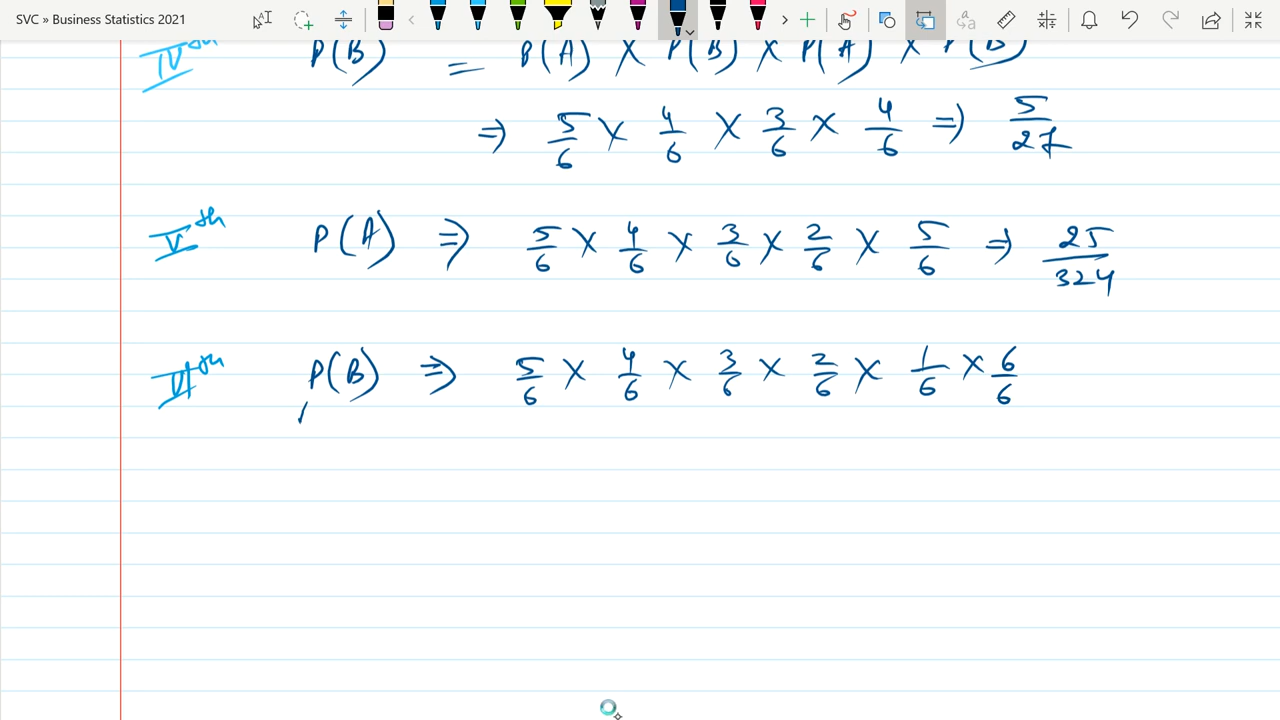 SVC » Business Statistics 2021
IVth P(B) = P(A) X P(B) X P(A) X P(B)
=> 5/6 X 4/6 X 3/6 X 4/6 => 5/27
Vth P(A) => 5/6 X 4/6 X 3/6 X 2/6 X 5/6 => 25/324
VIth P(B) => 5/6 X 4/6 X 3/6 X 2/6 X 1/6 X 6/6